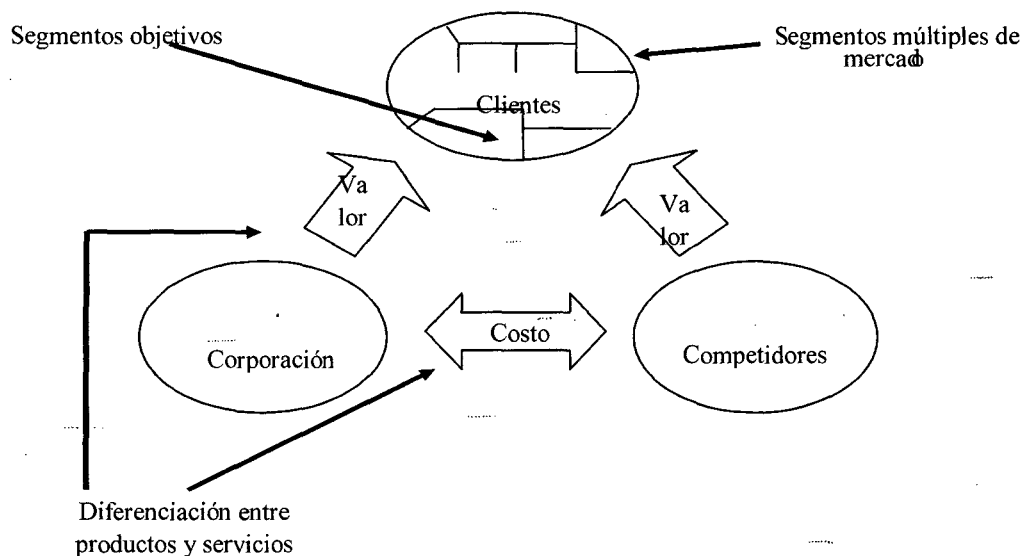 Segmentos objetivos
Segmentos múltiples de
mercado
Clientes
Va
lor
Va
lor
Costo
Corporación
Competidores
Diferenciación entre
productos y servicios